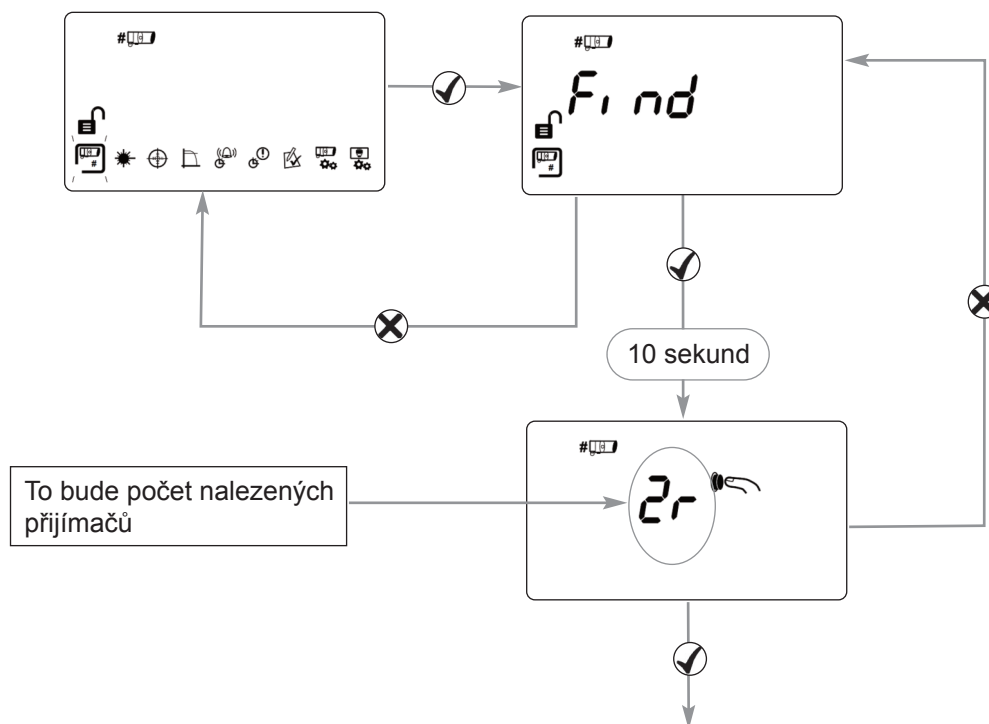 #
#
Find
#
#
10 sekund
#
2r
To bude počet nalezených
přijímačů